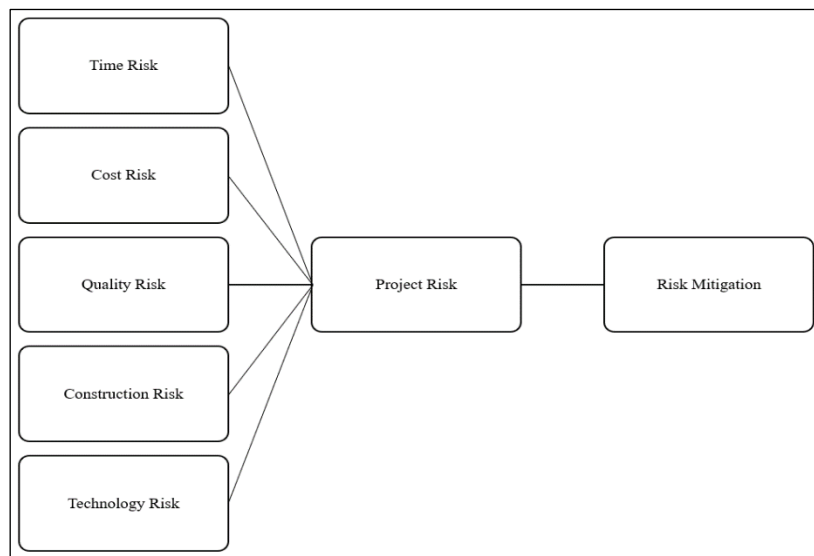 Time Risk
Cost Risk
Quality Risk
Project Risk
Risk Mitigation
Construction Risk
Technology Risk